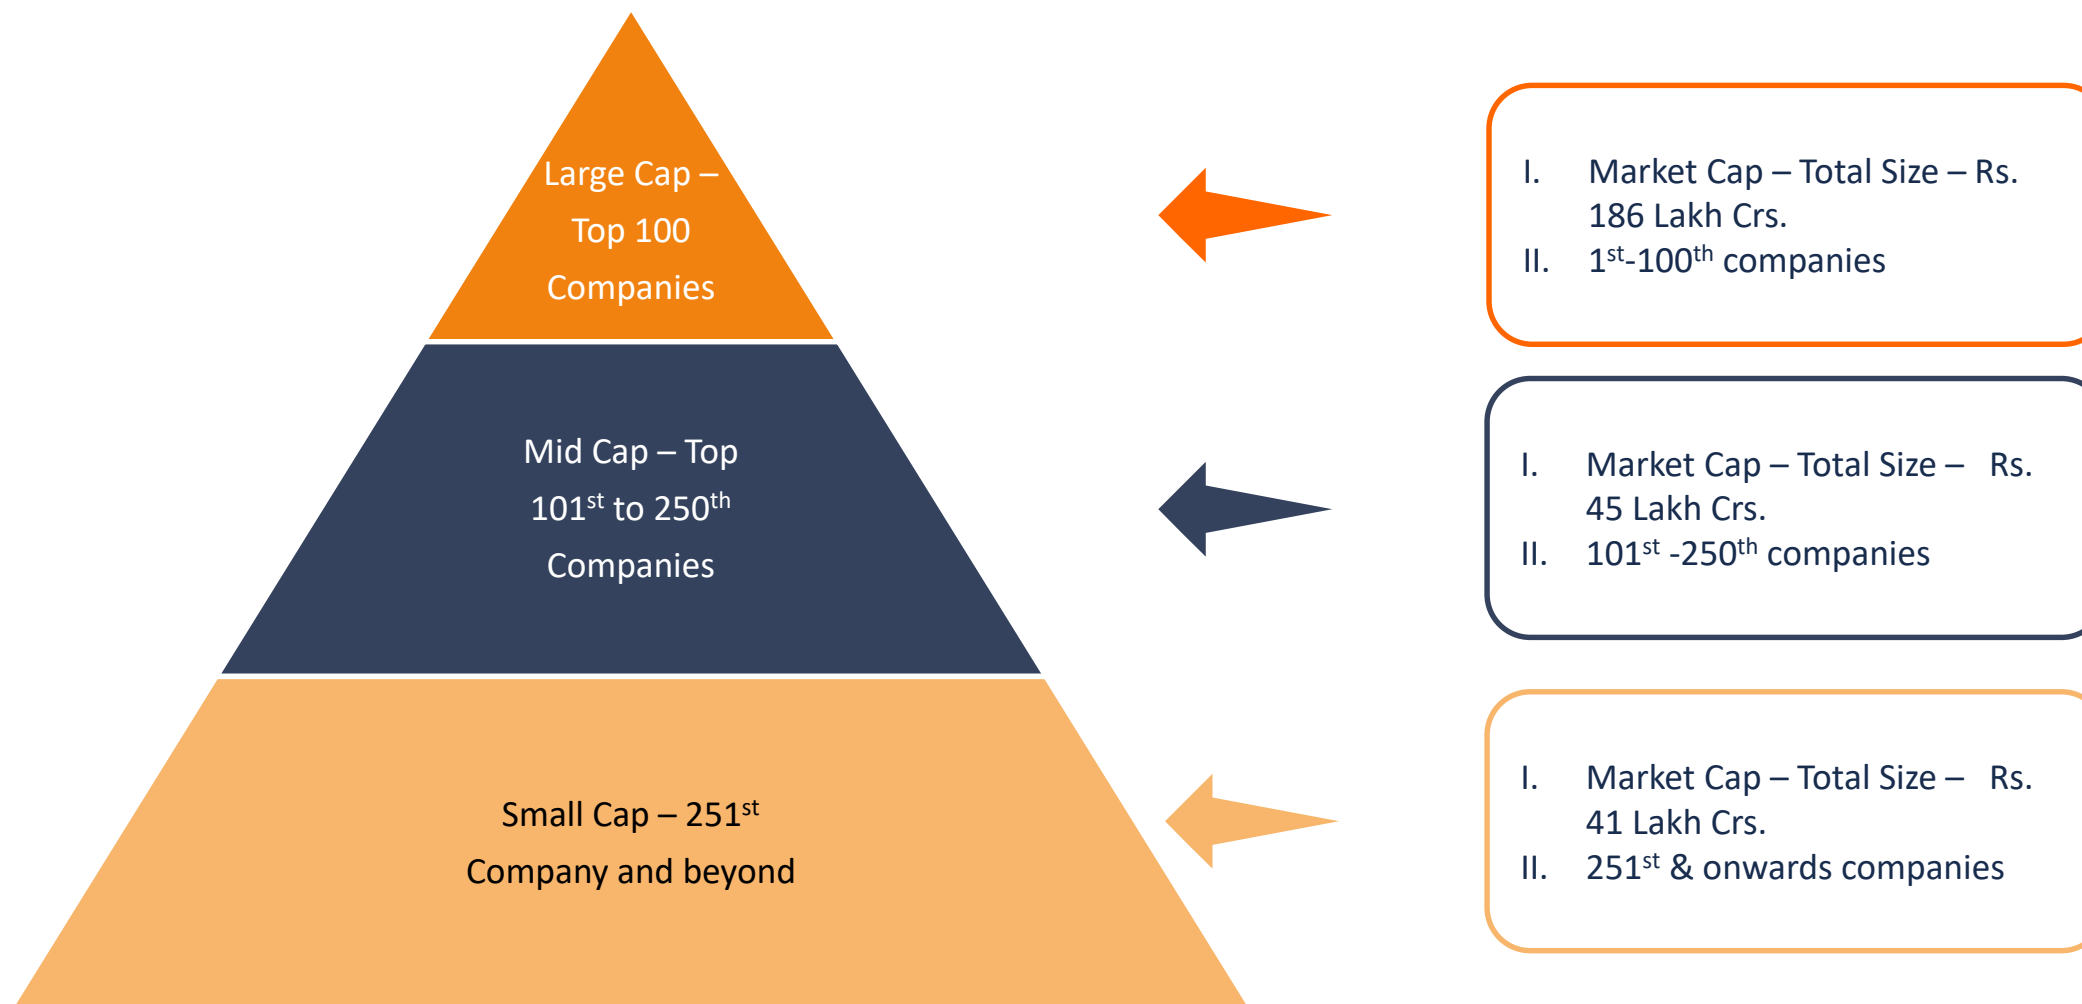 Large Cap –
Top 100
Companies
I. Market Cap – Total Size – Rs.
186 Lakh Crs.
II. 1st-100th companies
Mid Cap – Top
101st to 250th
Companies
I. Market Cap – Total Size – Rs.
45 Lakh Crs.
II. 101st -250th companies
Small Cap – 251st
Company and beyond
I. Market Cap – Total Size – Rs.
41 Lakh Crs.
II. 251st & onwards companies